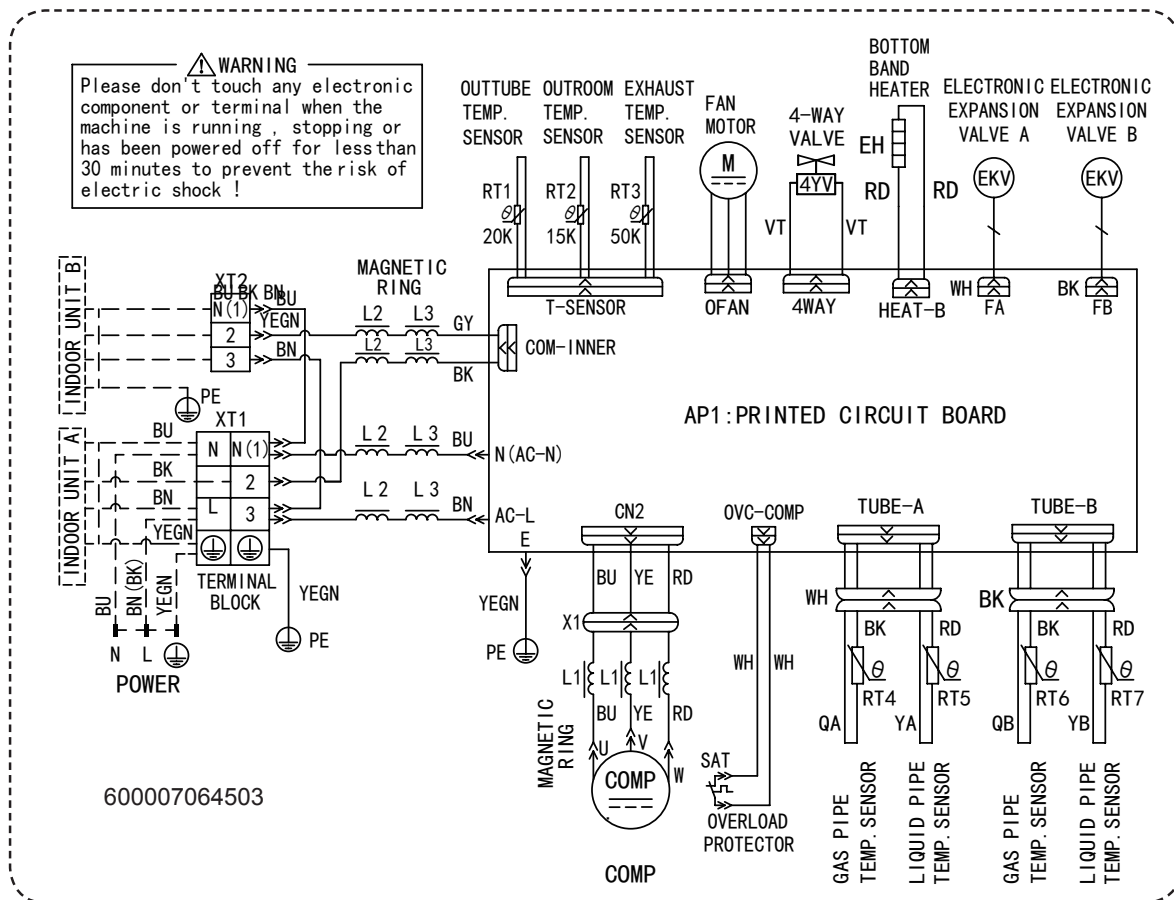 WARNING
Please don't touch any electronic
component or terminal when the
machine is running , stopping or
has been powered off for less than
30 minutes to prevent the risk of
electric shock !
OUTTUBE
TEMP.
SENSOR
OUTROOM
TEMP.
SENSOR
EXHAUST
TEMP.
SENSOR
FAN
MOTOR
4-WAY
VALVE
BOTTOM
BAND
HEATER
ELECTRONIC
EXPANSION
VALVE A
ELECTRONIC
EXPANSION
VALVE B
RT1
θ
20K
RT2
θ
15K
RT3
θ
50K
M
4YV
VT
VT
EH
RD
RD
EKV
EKV
WH
BK
T-SENSOR
OFAN
4WAY
HEAT-B
FA
FB
INDOOR UNIT B
XT2
BU BK BN
BU
N(1)
YEGN
2
BN
3
PE
MAGNETIC
RING
L2 L3
GY
L2 L3
BK
COM-INNER
AP1:PRINTED CIRCUIT BOARD
INDOOR UNIT A
XT1
BU
N N(1)
BK
2
BN
L 3
YEGN
TERMINAL
BLOCK
YEGN
PE
L2 L3
BU
N(AC-N)
L2 L3
BN
AC-L
E
YEGN
PE
BU
BN(BK)
YEGN
N L
POWER
CN2
BU YE RD
X1
L1 L1 L1
BU YE RD
MAGNETIC
RING
U V W
COMP
COMP
OVC-COMP
WH WH
SAT
OVERLOAD
PROTECTOR
TUBE-A
WH
BK RD
θ θ
RT4 RT5
QA YA
GAS PIPE
TEMP. SENSOR
LIQUID PIPE
TEMP. SENSOR
TUBE-B
BK
BK RD
θ θ
RT6 RT7
QB YB
GAS PIPE
TEMP. SENSOR
LIQUID PIPE
TEMP. SENSOR
600007064503